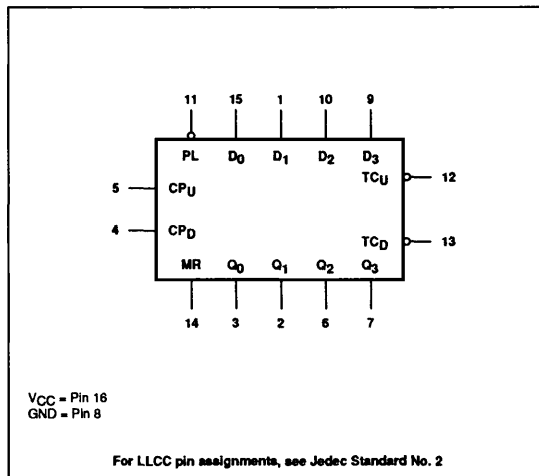 11 15 1 10 9
PL D0 D1 D2 D3
TCU 12
5 CPU
4 CPD
TCD 13
MR Q0 Q1 Q2 Q3
14 3 2 6 7
VCC = Pin 16
GND = Pin 8
For LLCC pin assignments, see Jedec Standard No. 2